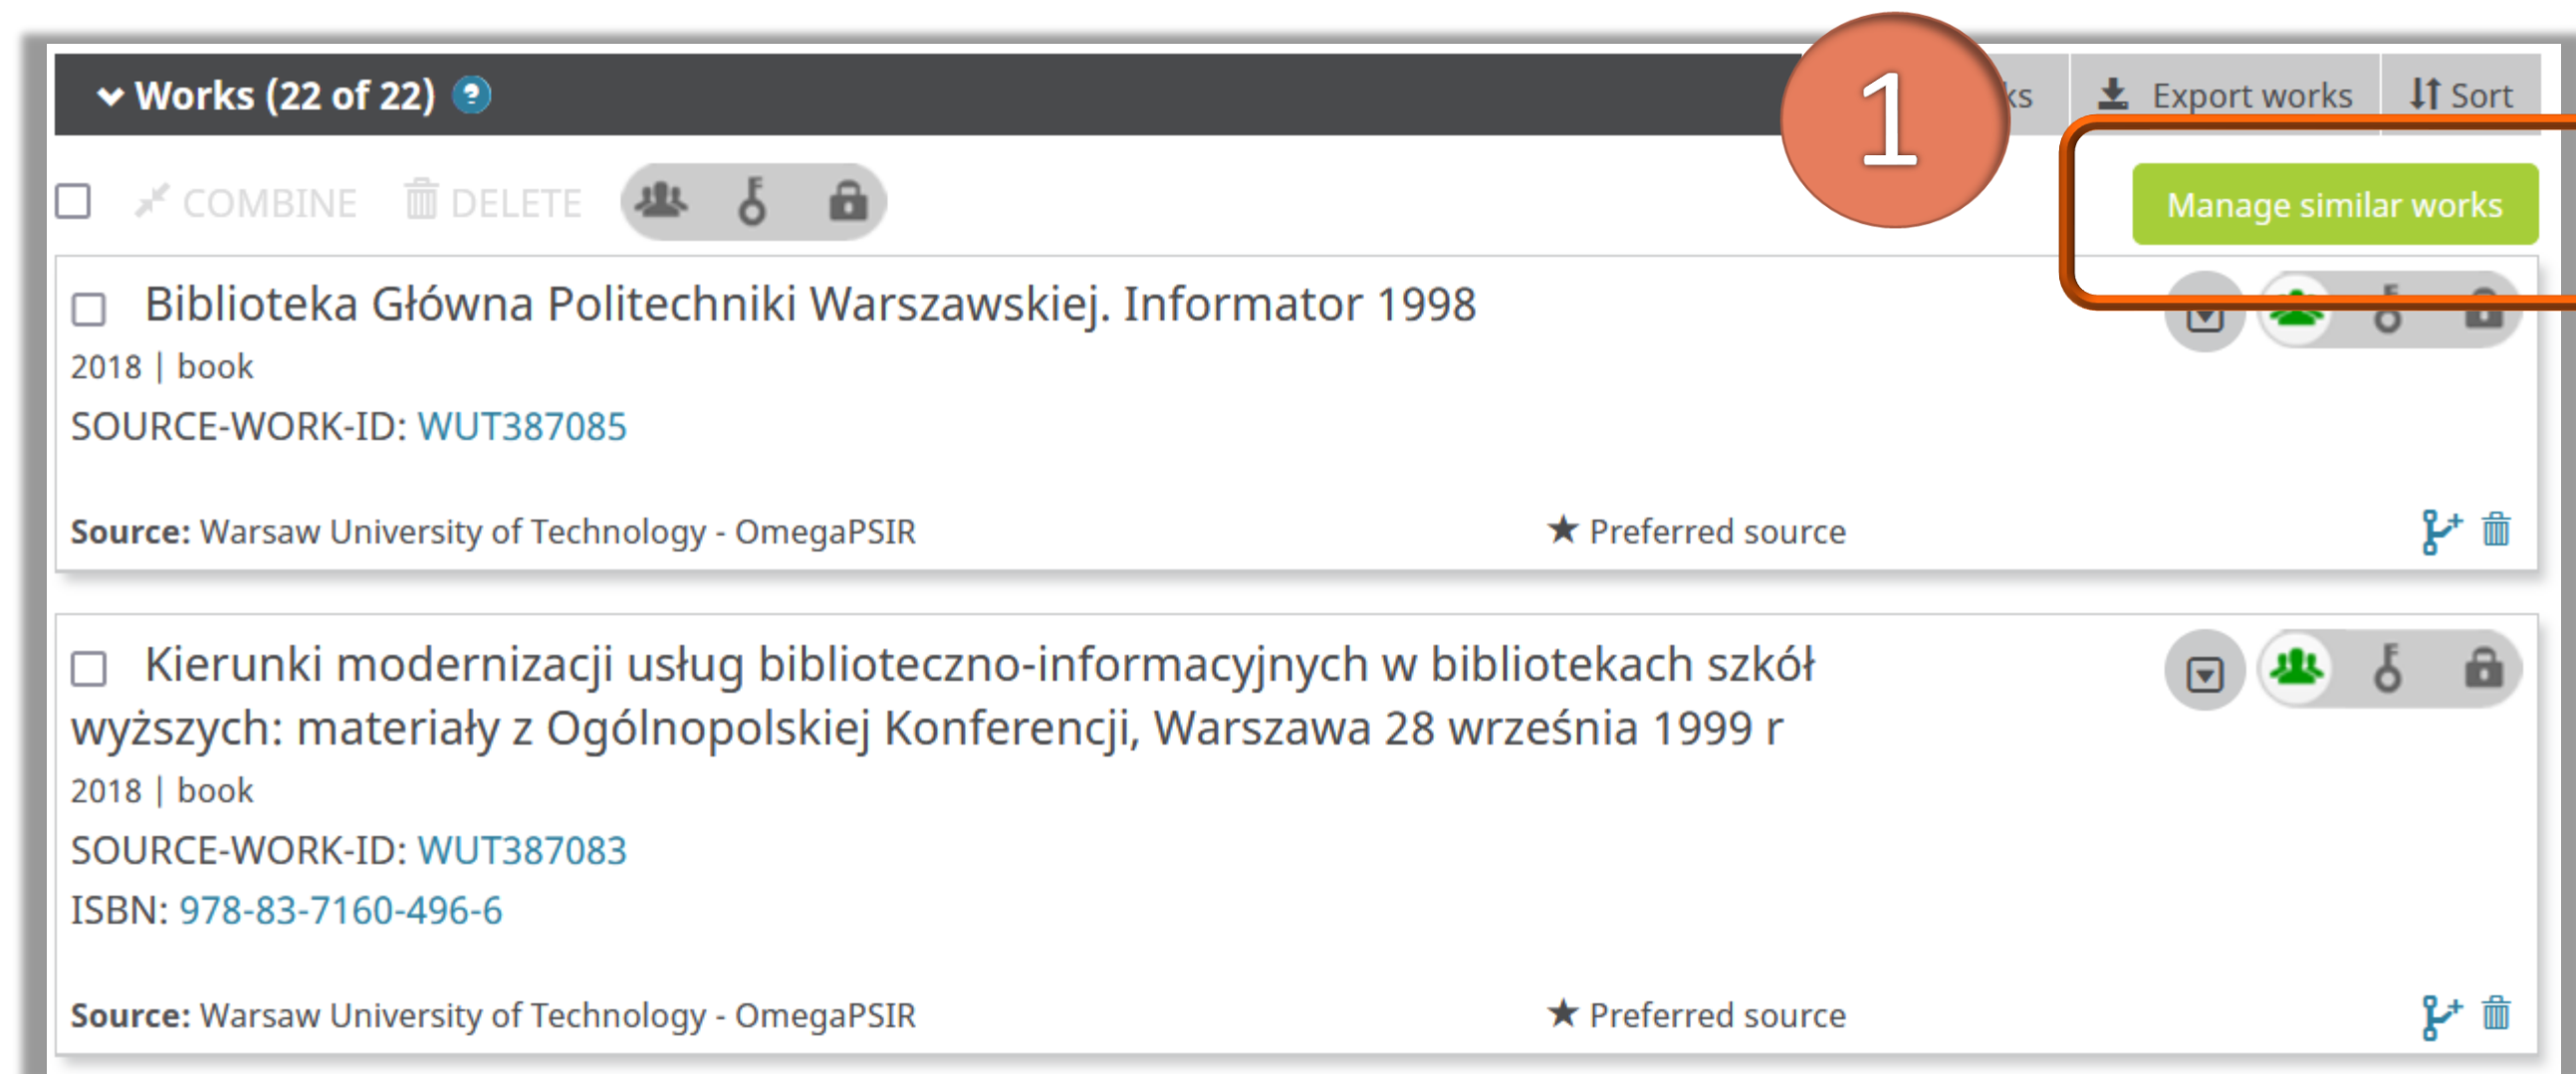 Works (22 of 22) ?
1
Export works
Sort
COMBINE
DELETE
Manage similar works
Biblioteka Główna Politechniki Warszawskiej. Informator 1998
2018 | book
SOURCE-WORK-ID: WUT387085
Source: Warsaw University of Technology - OmegaPSIR
★ Preferred source
Kierunki modernizacji usług biblioteczno-informacyjnych w bibliotekach szkół
wyższych: materiały z Ogólnopolskiej Konferencji, Warszawa 28 września 1999 r
2018 | book
SOURCE-WORK-ID: WUT387083
ISBN: 978-83-7160-496-6
Source: Warsaw University of Technology - OmegaPSIR
★ Preferred source